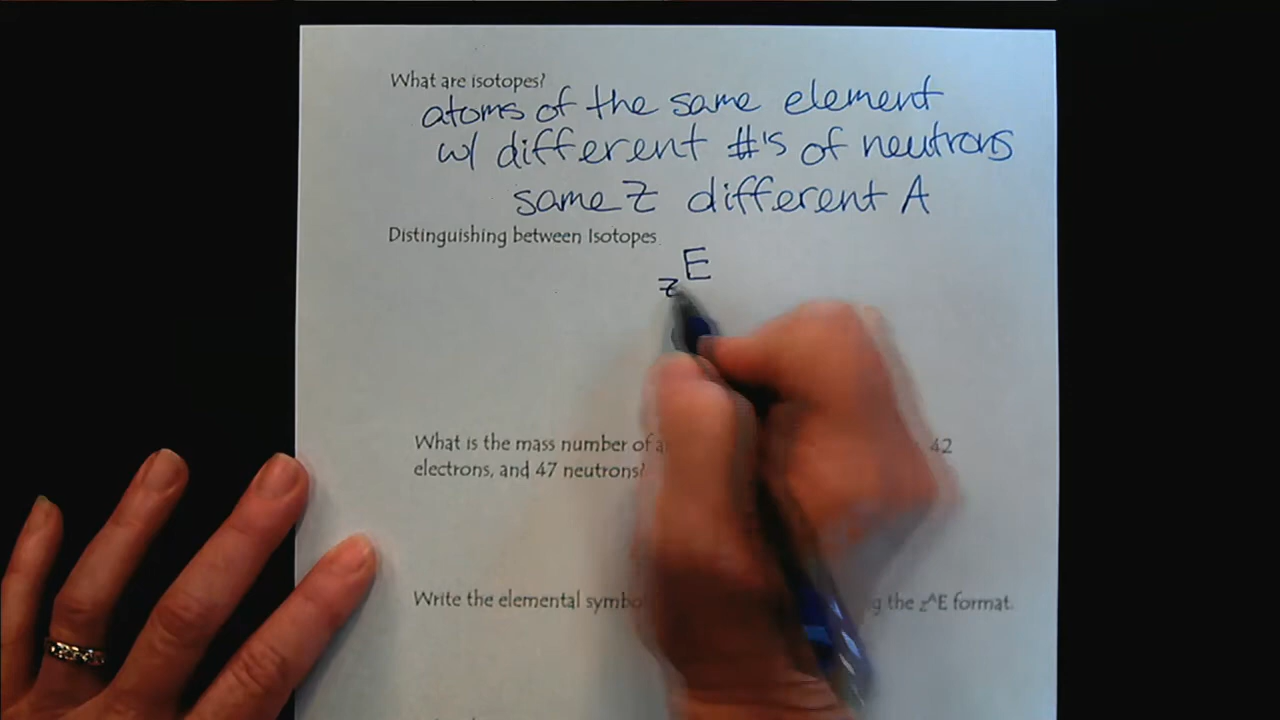 What are isotopes?
atoms of the same element
w/ different #'s of neutrons
same Z different A
Distinguishing between Isotopes
zE
What is the mass number of 42
electrons, and 47 neutrons?
Write the elemental the z^AE format.